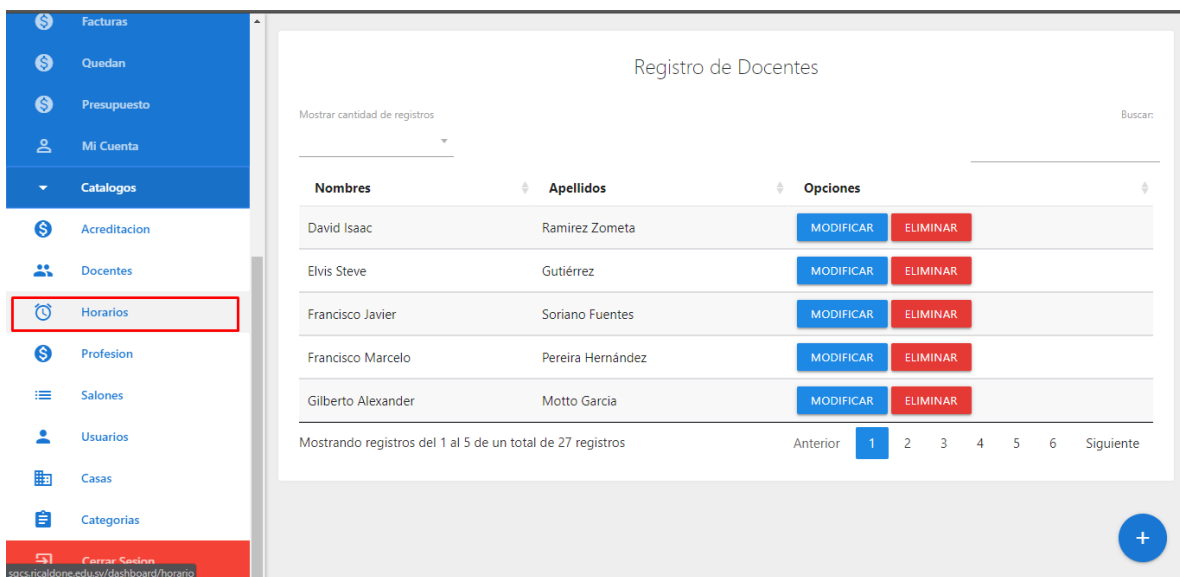 Facturas
Quedan
Presupuesto
Mi Cuenta
Catalogos
Acreditacion
Docentes
Horarios
Profesion
Salones
Usuarios
Casas
Categorias
Cerrar Sesion
sgcs.ricaldone.edu.sv/dashboard/horario
Registro de Docentes
Mostrar cantidad de registros
Buscar:
Nombres Apellidos Opciones
David Isaac Ramirez Zometa MODIFICAR ELIMINAR
Elvis Steve Gutiérrez MODIFICAR ELIMINAR
Francisco Javier Soriano Fuentes MODIFICAR ELIMINAR
Francisco Marcelo Pereira Hernández MODIFICAR ELIMINAR
Gilberto Alexander Motto Garcia MODIFICAR ELIMINAR
Mostrando registros del 1 al 5 de un total de 27 registros Anterior 1 2 3 4 5 6 Siguiente
+